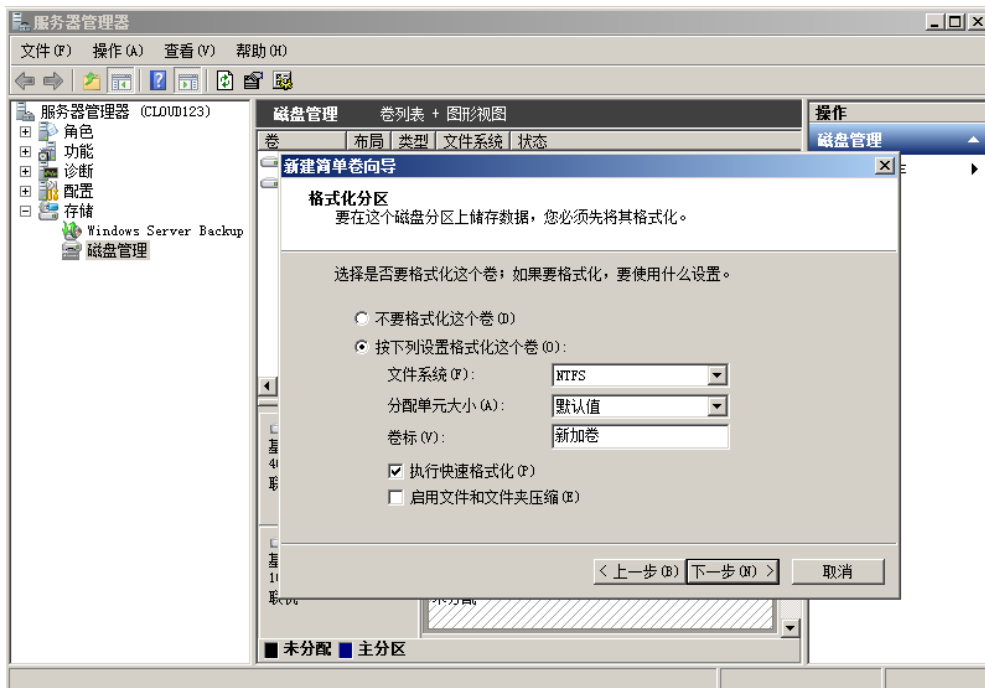 服务器管理器
文件(F) 操作(A) 查看(V) 帮助(H)
服务器管理器 (CLOUD123)
角色
功能
诊断
配置
存储
Windows Server Backup
磁盘管理
磁盘管理 卷列表 + 图形视图
卷 布局 类型 文件系统 状态
操作
磁盘管理
新建简单卷向导
格式化分区
要在这个磁盘分区上储存数据，您必须先将其格式化。
选择是否要格式化这个卷；如果要格式化，要使用什么设置。
不要格式化这个卷(D)
按下列设置格式化这个卷(O):
文件系统(F): NTFS
分配单元大小(A): 默认值
卷标(V): 新加卷
执行快速格式化(P)
启用文件和文件夹压缩(E)
< 上一步(B) 下一步(N) > 取消
未分配 主分区